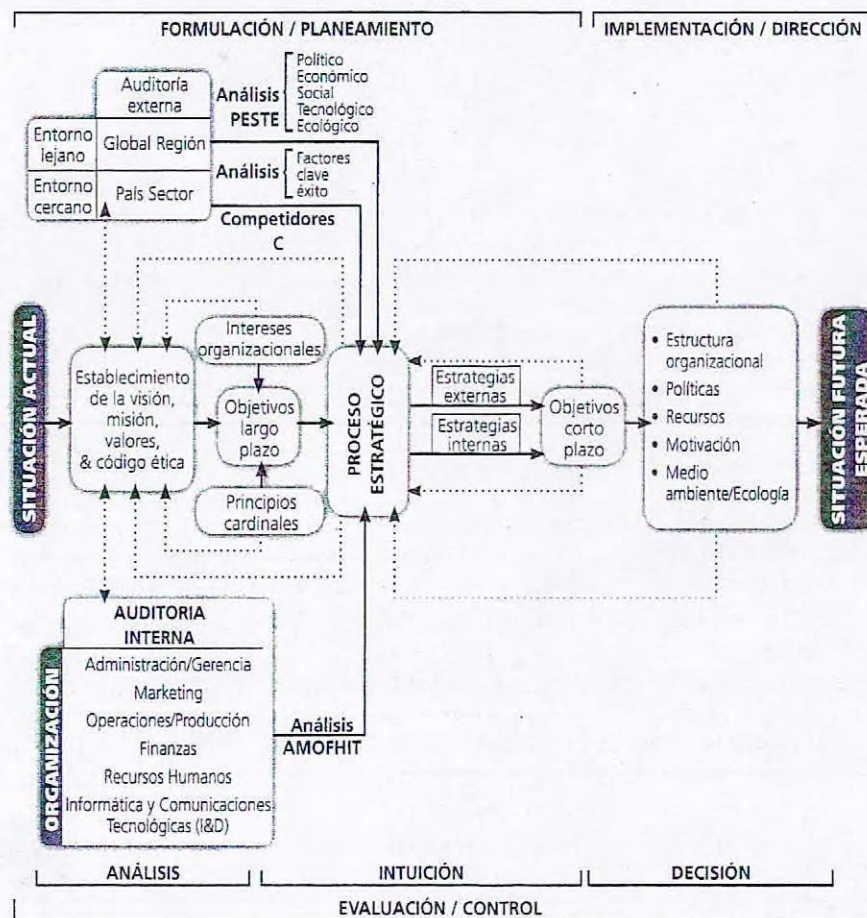 FORMULACIÓN / PLANEAMIENTO
IMPLEMENTACIÓN / DIRECCIÓN
Auditoría
externa
Entorno
lejano
Global Región
Entorno
cercano
País Sector
Análisis
PESTE
Político
Económico
Social
Tecnológico
Ecológico
Análisis
Factores
clave
éxito
Competidores
C
SITUACIÓN ACTUAL
Establecimiento
de la visión,
misión,
valores,
& código ética
Intereses
organizacionales
Objetivos
largo
plazo
Principios
cardinales
PROCESO
ESTRATÉGICO
Estrategias
externas
Estrategias
internas
Objetivos
corto
plazo
• Estructura
organizacional
• Políticas
• Recursos
• Motivación
• Medio
ambiente/Ecología
SITUACIÓN FUTURA
ESPERADA
ORGANIZACIÓN
AUDITORIA
INTERNA
Administración/Gerencia
Marketing
Operaciones/Producción
Finanzas
Recursos Humanos
Informática y Comunicaciones
Tecnológicas (I&D)
Análisis
AMOFHIT
ANÁLISIS
INTUICIÓN
DECISIÓN
EVALUACIÓN / CONTROL